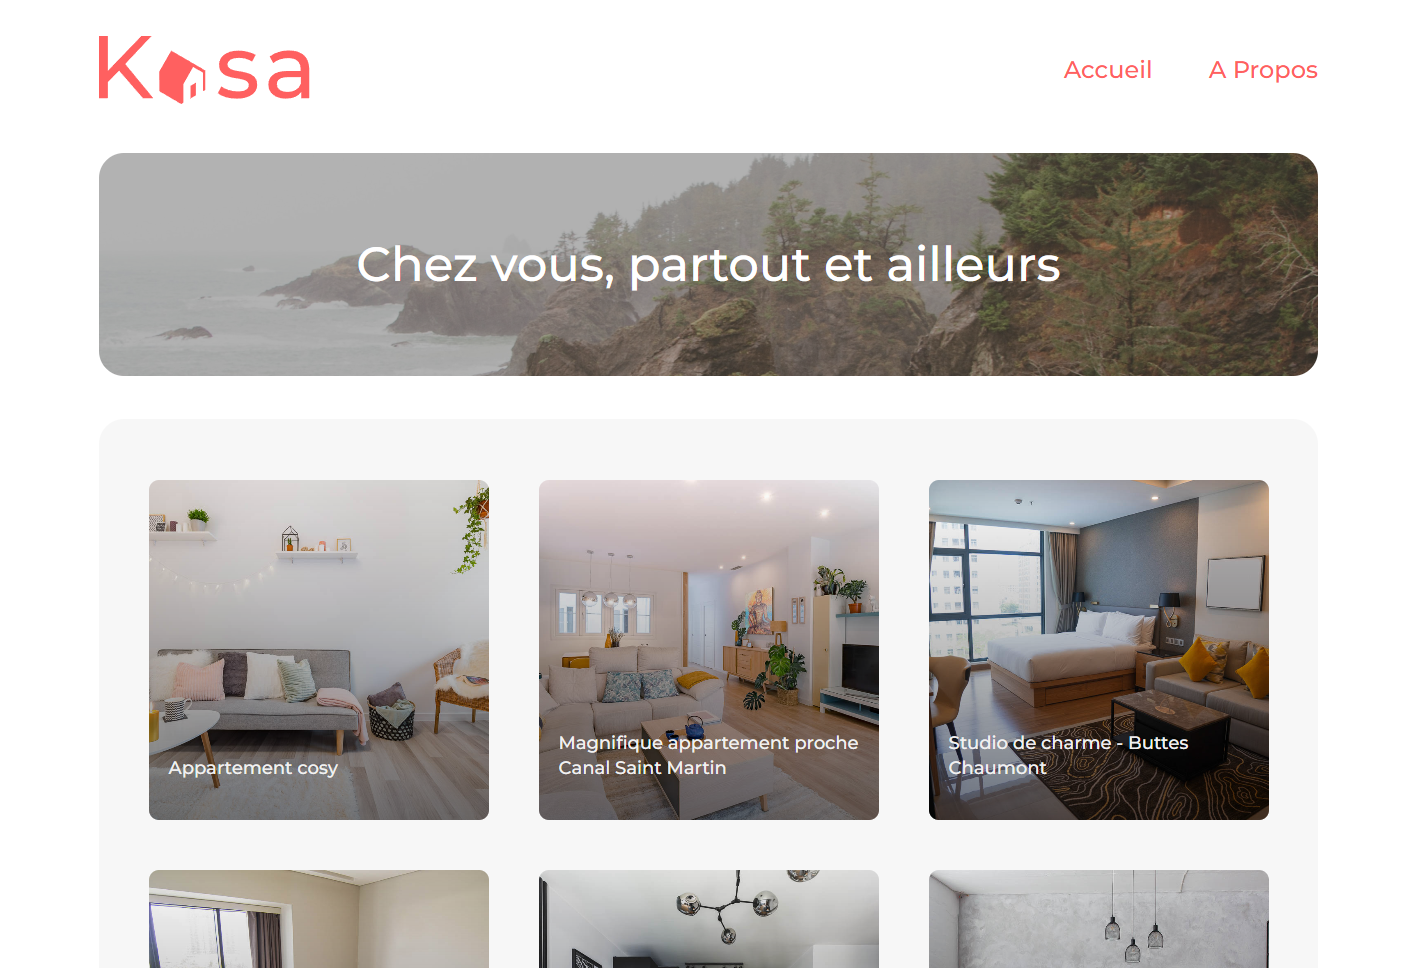 Kasa
Accueil
A Propos
Chez vous, partout et ailleurs
Appartement cosy
Magnifique appartement proche
Canal Saint Martin
Studio de charme - Buttes
Chaumont